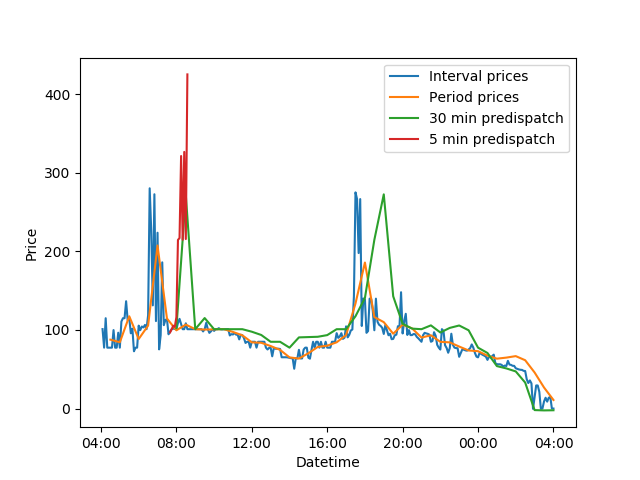 Interval prices
Period prices
30 min predispatch
5 min predispatch
400
300
200
100
0
Price
04:00 08:00 12:00 16:00 20:00 00:00 04:00
Datetime